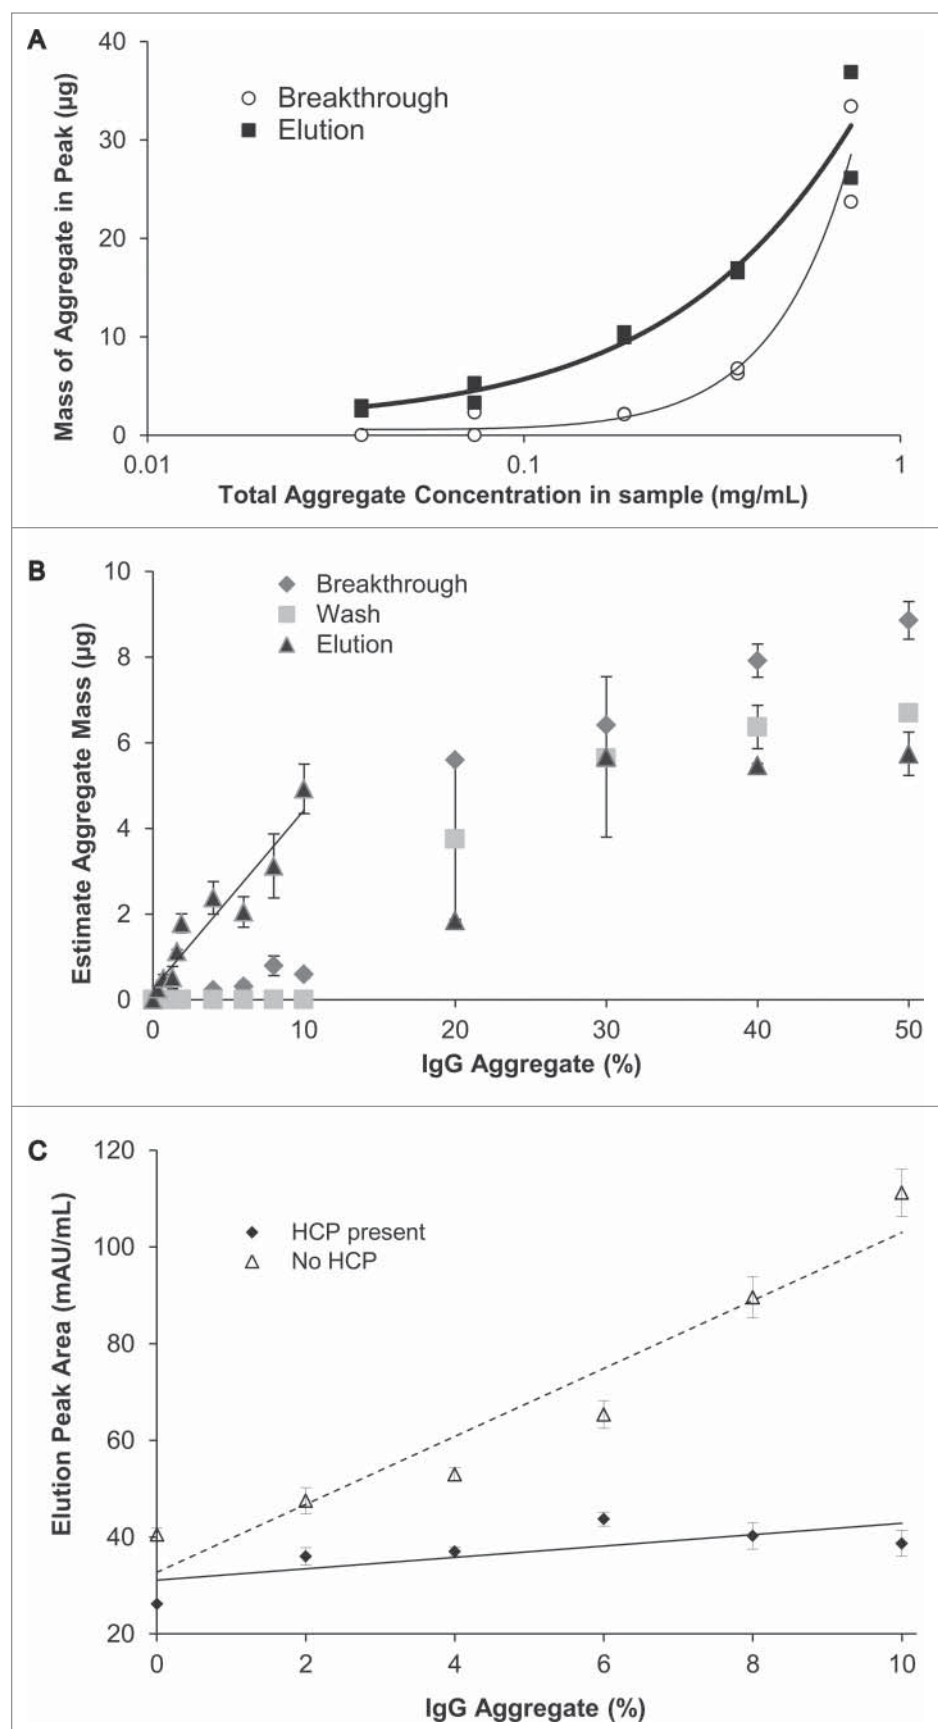 A
Mass of Aggregate in Peak (µg)
40
30
20
10
0
Breakthrough
Elution
0.01
0.1
1
Total Aggregate Concentration in sample (mg/mL)
B
Estimate Aggregate Mass (µg)
10
8
6
4
2
0
Breakthrough
Wash
Elution
0
10
20
30
40
50
IgG Aggregate (%)
C
Elution Peak Area (mAU/mL)
120
100
80
60
40
20
HCP present
No HCP
0
2
4
6
8
10
IgG Aggregate (%)